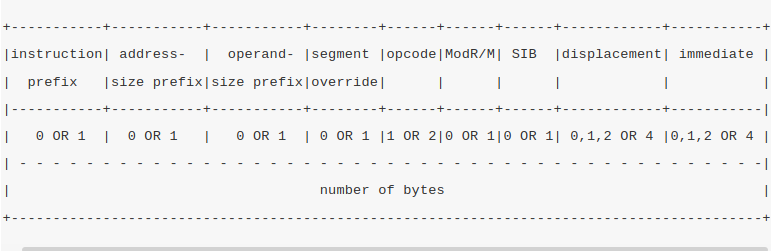 +-----------+-----------+-----------+--------+------+------+------+------------+-----------+
|instruction| address-  |  operand- |segment |opcode|ModR/M| SIB  |displacement| immediate |
|  prefix   |size prefix|size prefix|override|      |      |      |            |           |
|-----------+-----------+-----------+--------+------+------+------+------------+-----------|
|   0 OR 1  |  0 OR 1   |   0 OR 1  | 0 OR 1 |1 OR 2|0 OR 1|0 OR 1| 0,1,2 OR 4 |0,1,2 OR 4 |
| - - - - - - - - - - - - - - - - - - - - - - - - - - - - - - - - - - - - - - - - - - - - -|
|                                     number of bytes                                      |
+------------------------------------------------------------------------------------------+